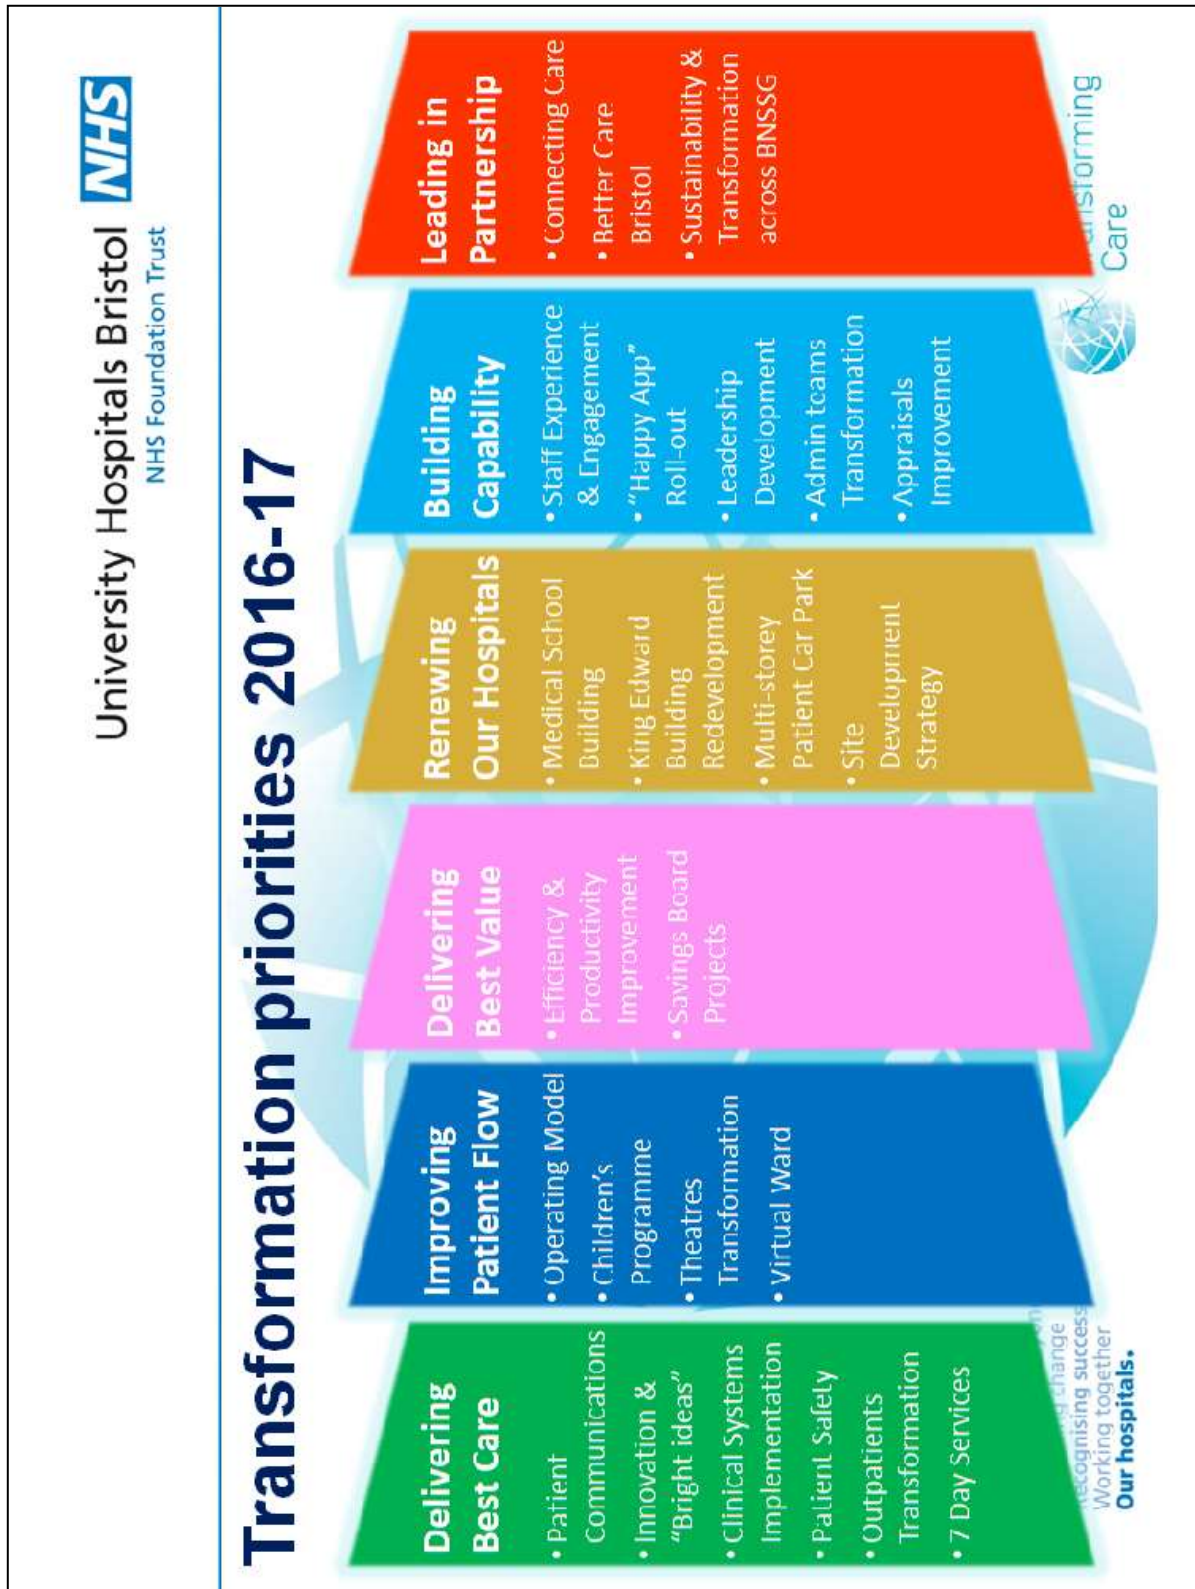 University Hospitals Bristol NHS
NHS Foundation Trust
Transformation priorities 2016-17
Delivering
Best Care
• Patient
Communications
• Innovation &
"Bright ideas"
• Clinical Systems
Implementation
• Patient Safety
• Outpatients
Transformation
• 7 Day Services
Improving
Patient Flow
• Operating Model
• Children's
Programme
• Theatres
Transformation
• Virtual Ward
Delivering
Best Value
• Efficiency &
Productivity
Improvement
• Savings Board
Projects
Renewing
Our Hospitals
• Medical School
Building
• King Edward
Building
Redevelopment
• Multi-storey
Patient Car Park
• Site
Development
Strategy
Building
Capability
• Staff Experience
& Engagement
• "Happy App"
Roll-out
• Leadership
Development
• Admin teams
Transformation
• Appraisals
Improvement
Leading in
Partnership
• Connecting Care
• Better Care
Bristol
• Sustainability &
Transformation
across BNSSG
change
Recognising success
Working together
Our hospitals.
Transforming
Care